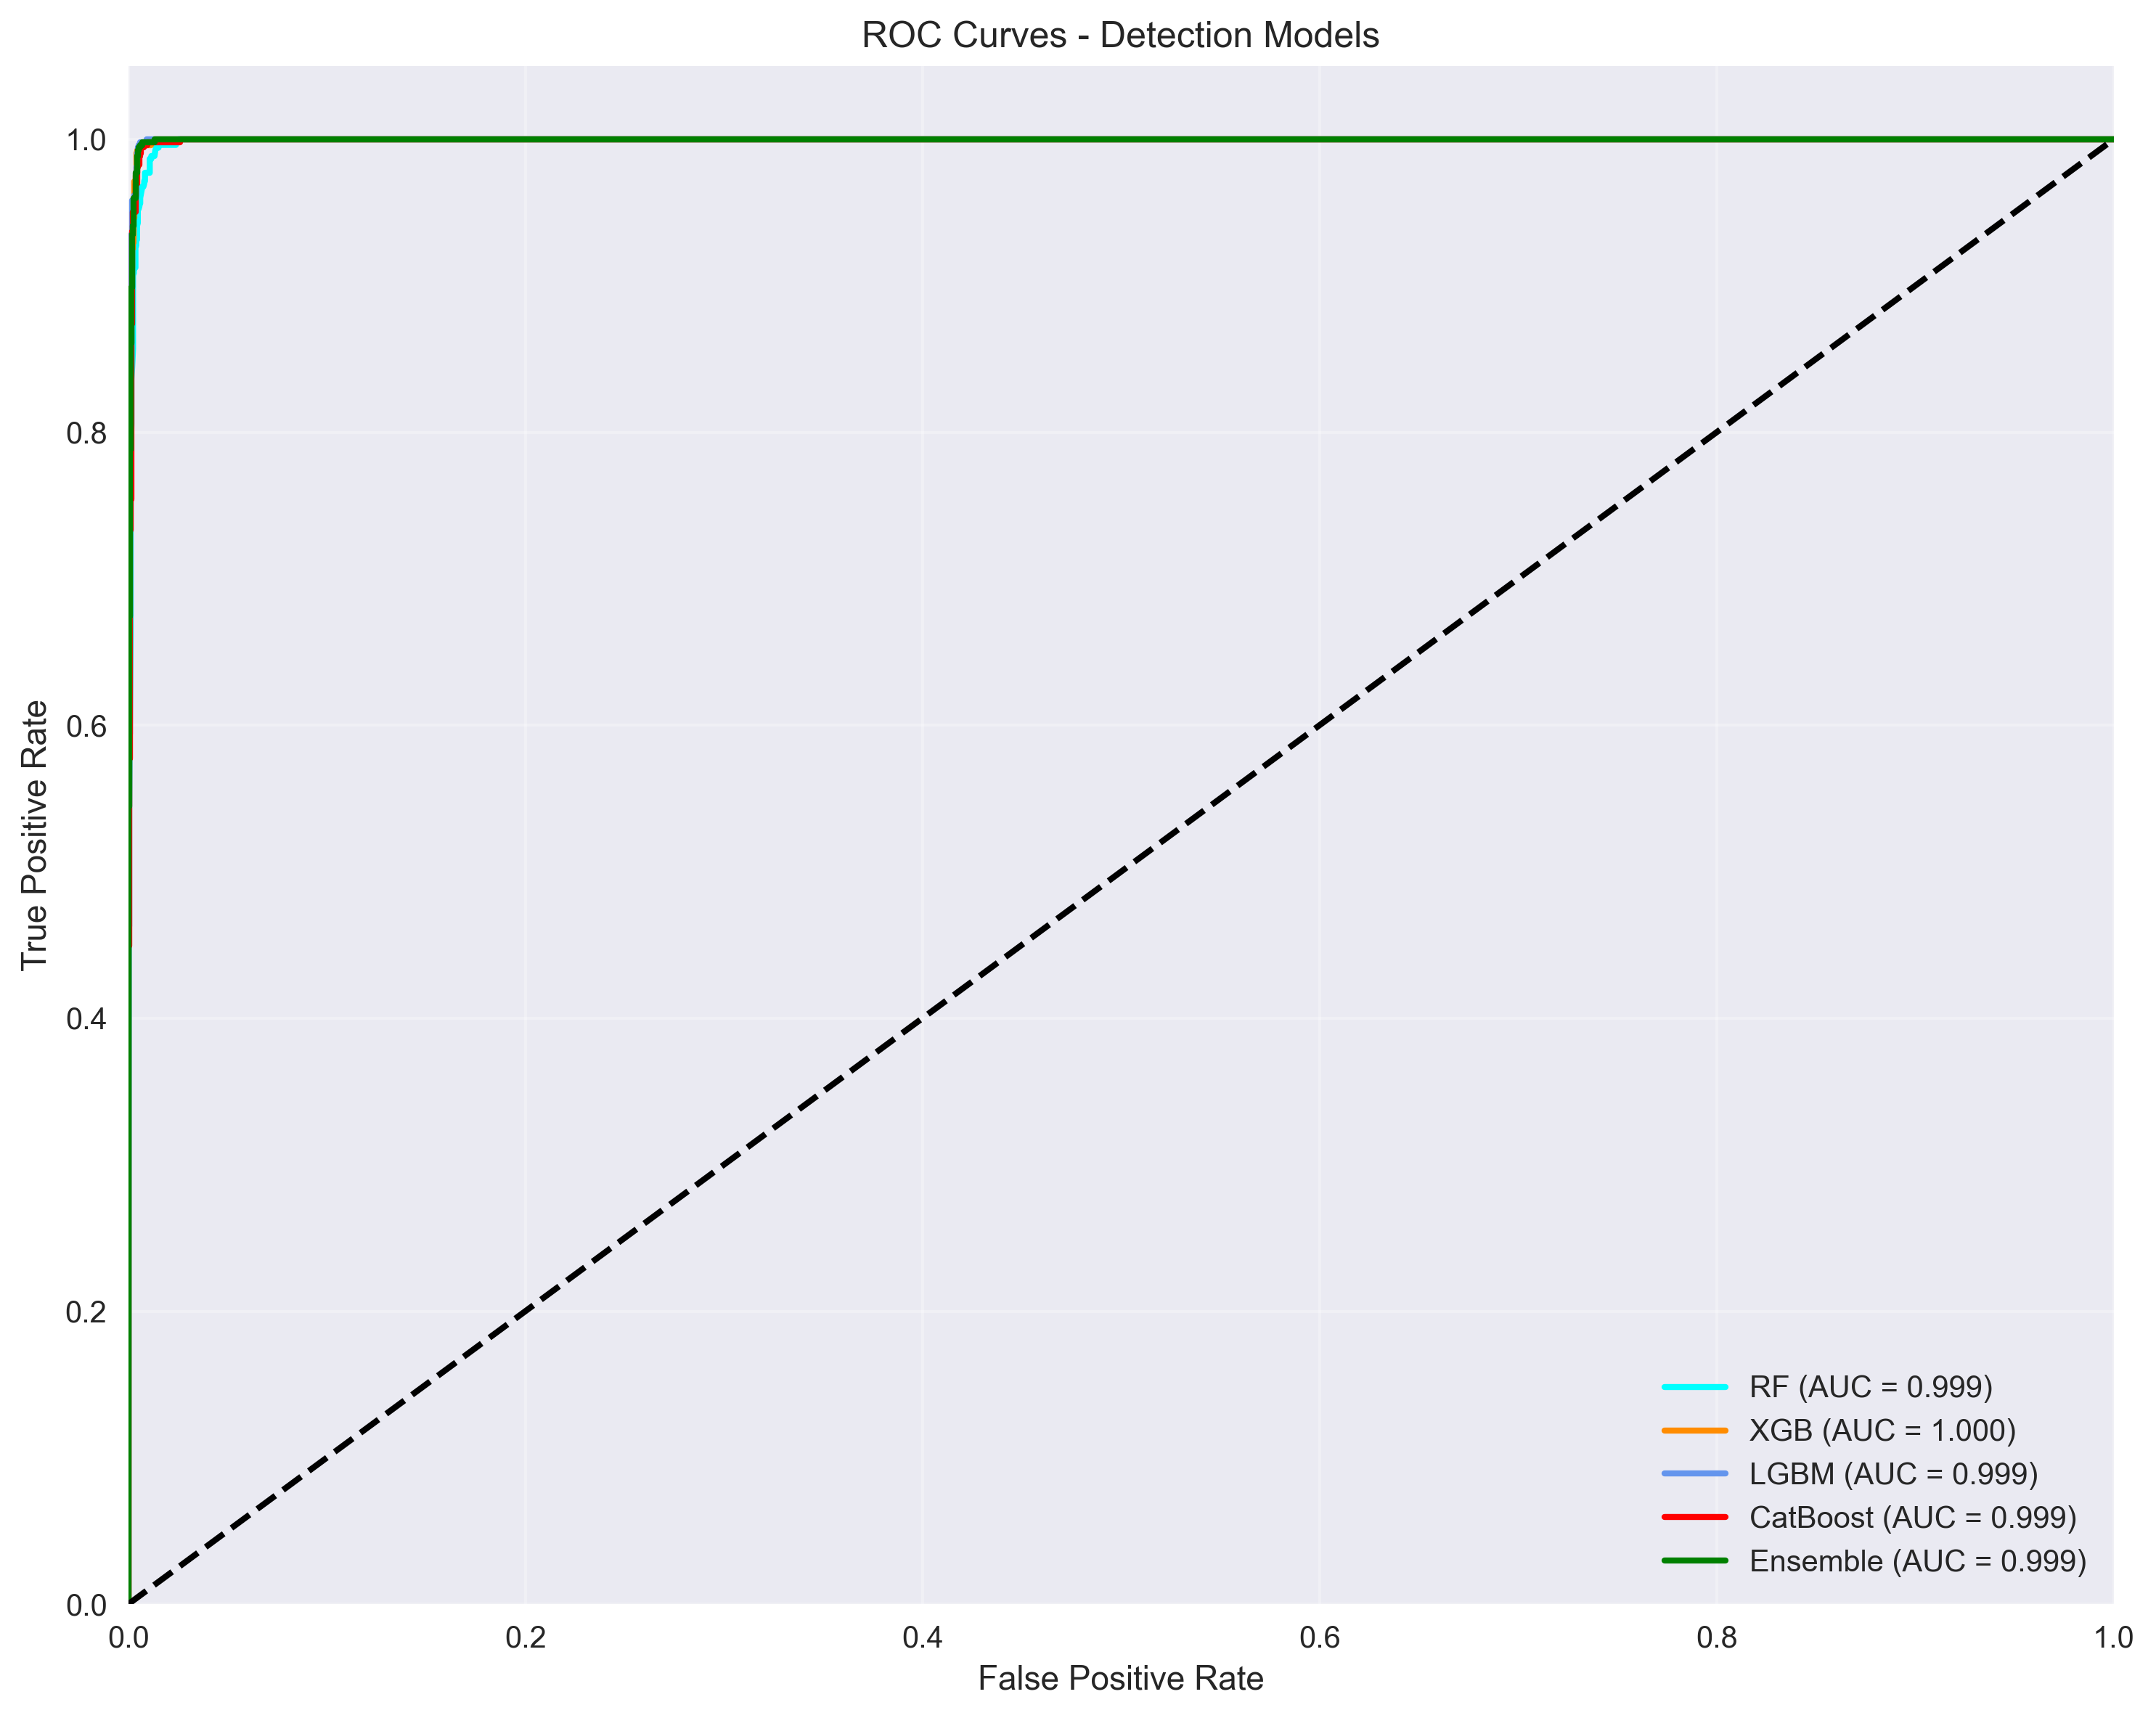 ROC Curves - Detection Models
True Positive Rate
1.0
0.8
0.6
0.4
0.2
0.0
0.0 0.2 0.4 0.6 0.8 1.0
False Positive Rate
RF (AUC = 0.999)
XGB (AUC = 1.000)
LGBM (AUC = 0.999)
CatBoost (AUC = 0.999)
Ensemble (AUC = 0.999)